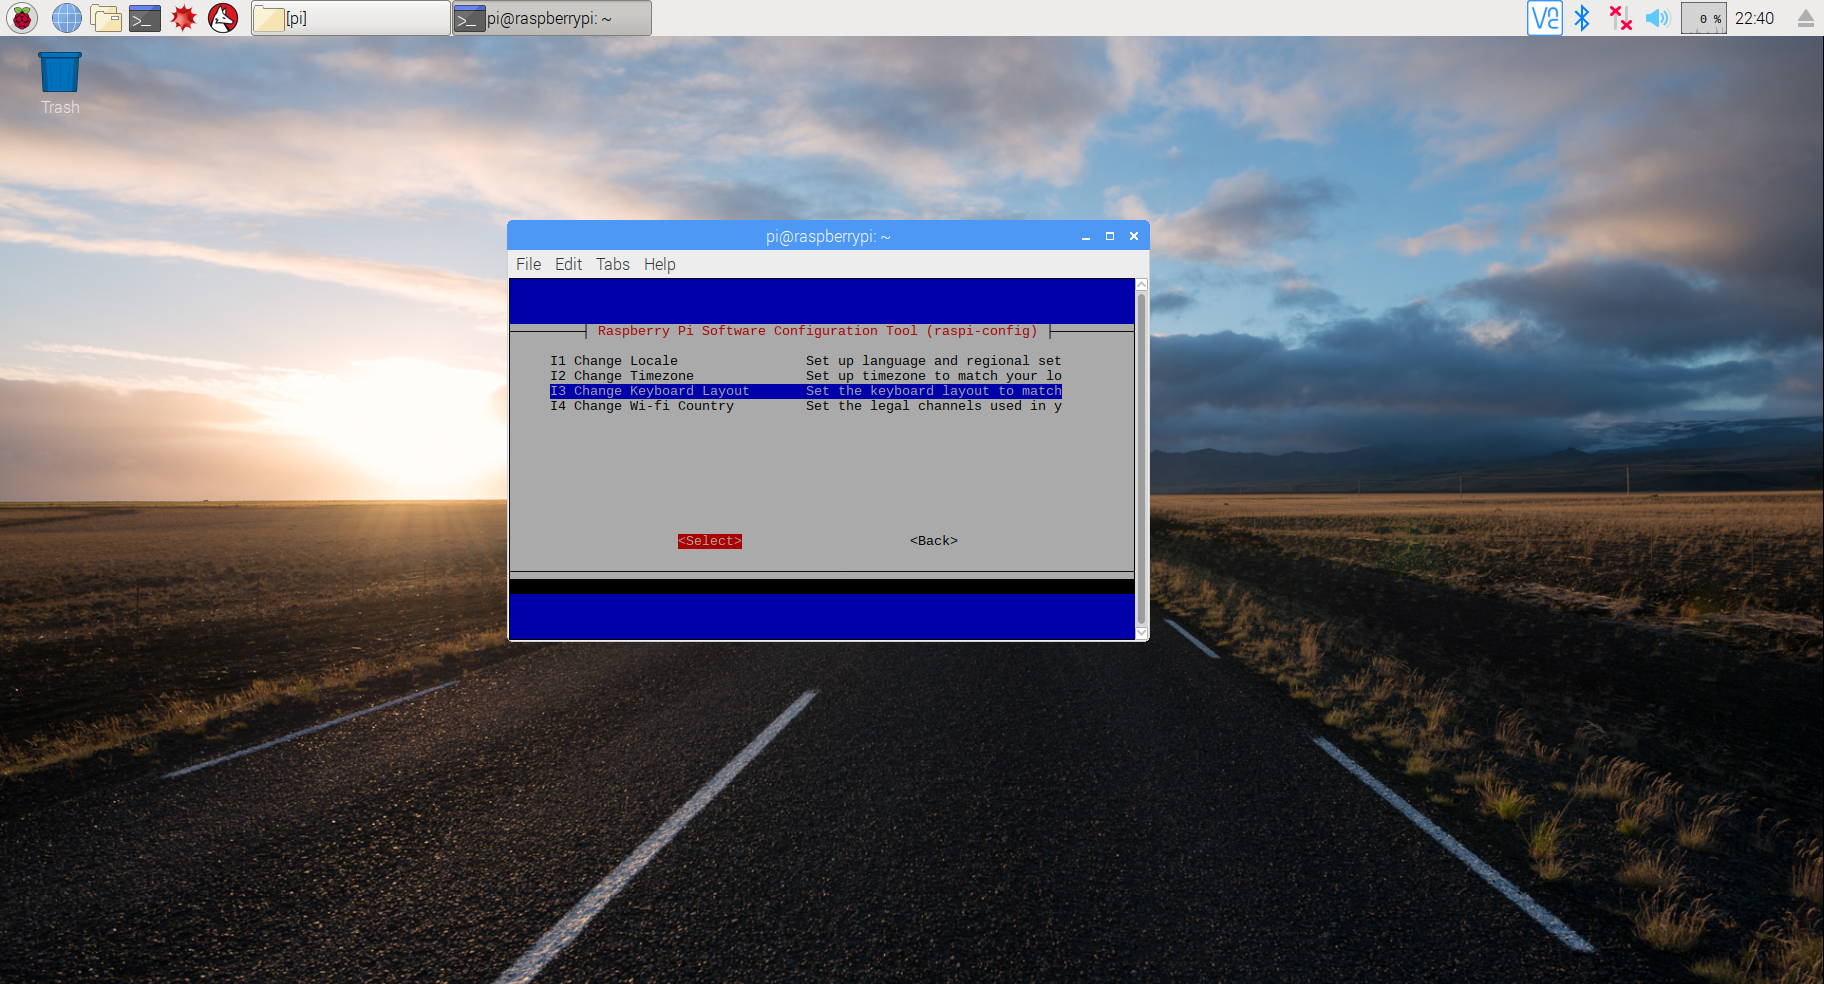 [pi]
pi@raspberrypi: ~
0 %
22:40
Trash
pi@raspberrypi: ~
File Edit Tabs Help
Raspberry Pi Software Configuration Tool (raspi-config)
I1 Change Locale Set up language and regional set
I2 Change Timezone Set up timezone to match your lo
I3 Change Keyboard Layout Set the keyboard layout to match
I4 Change Wi-fi Country Set the legal channels used in y
<Select> <Back>